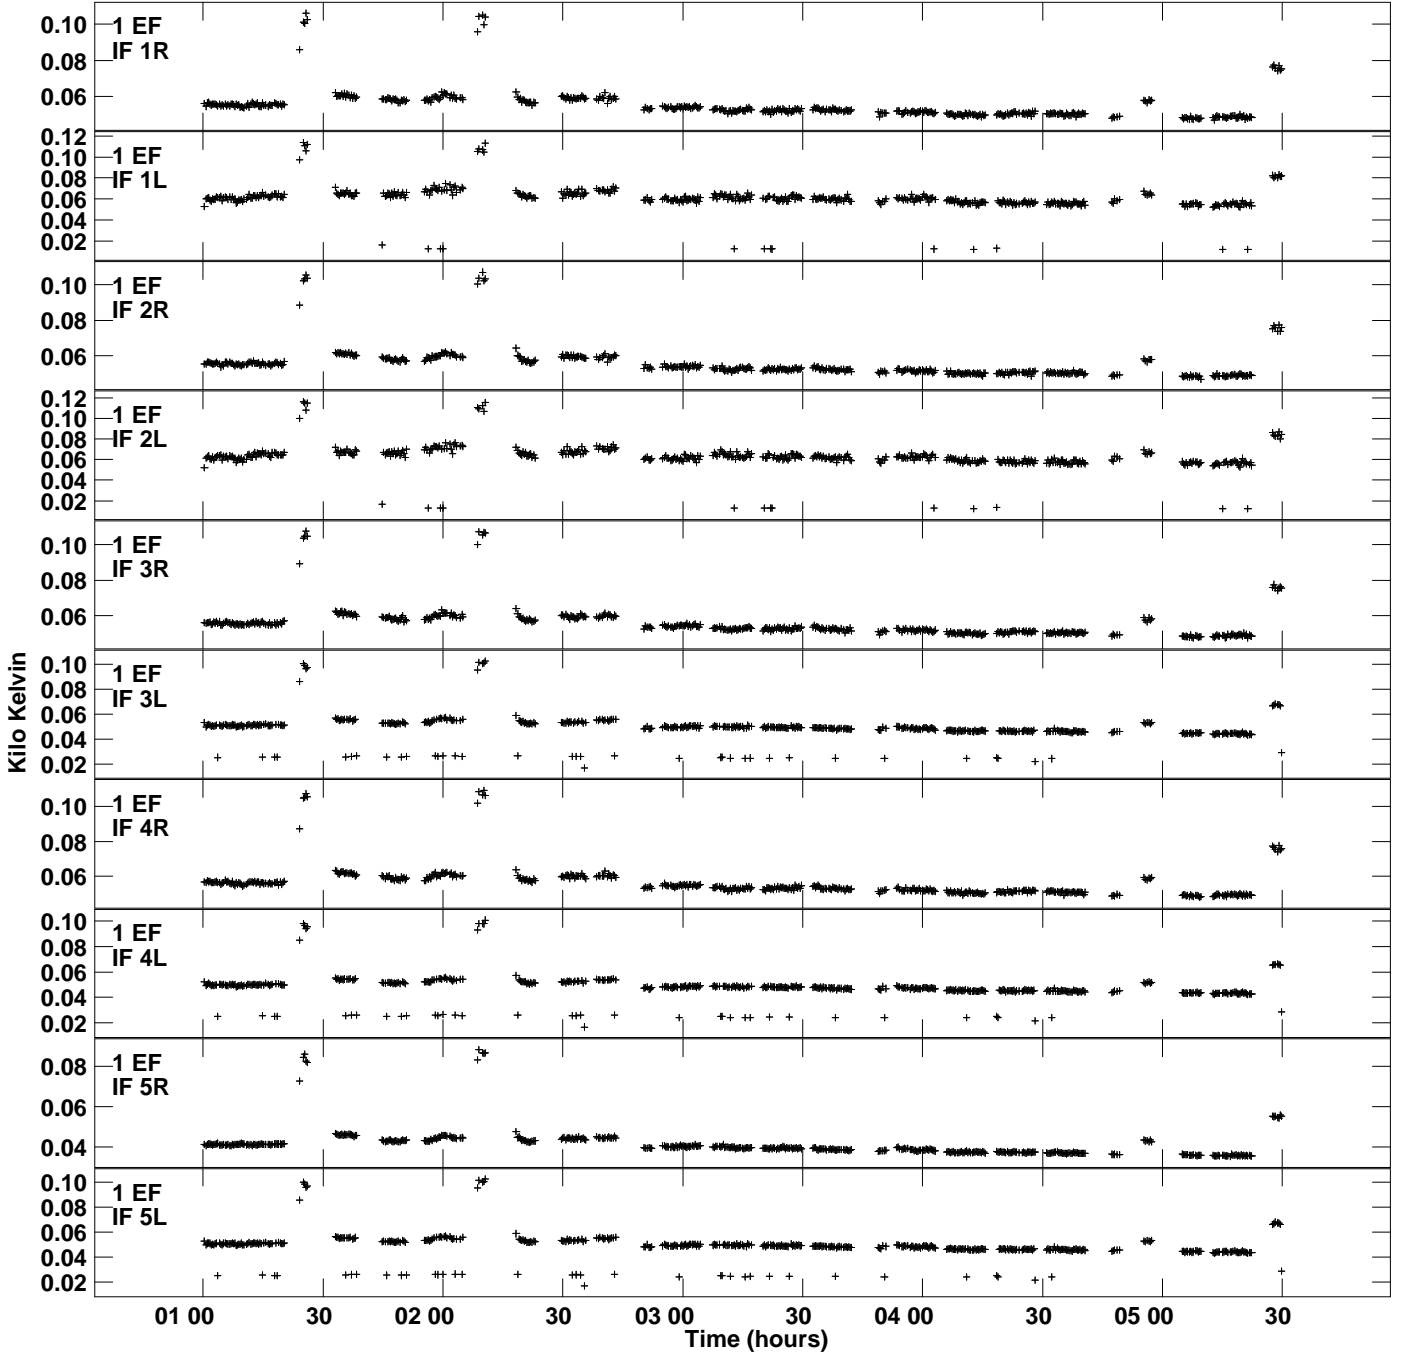 0.10
0.08
0.06
1 EF
IF 1R
0.12
0.10
0.08
0.06
0.04
0.02
1 EF
IF 1L
0.10
0.08
0.06
1 EF
IF 2R
0.12
0.10
0.08
0.06
0.04
0.02
1 EF
IF 2L
0.10
0.08
0.06
1 EF
IF 3R
0.10
0.08
0.06
0.04
0.02
1 EF
IF 3L
0.10
0.08
0.06
1 EF
IF 4R
0.10
0.08
0.06
0.04
0.02
1 EF
IF 4L
0.08
0.06
0.04
1 EF
IF 5R
0.10
0.08
0.06
0.04
0.02
1 EF
IF 5L
Kilo Kelvin
01 00 30 02 00 30 03 00 30 04 00 30 05 00 30
Time (hours)